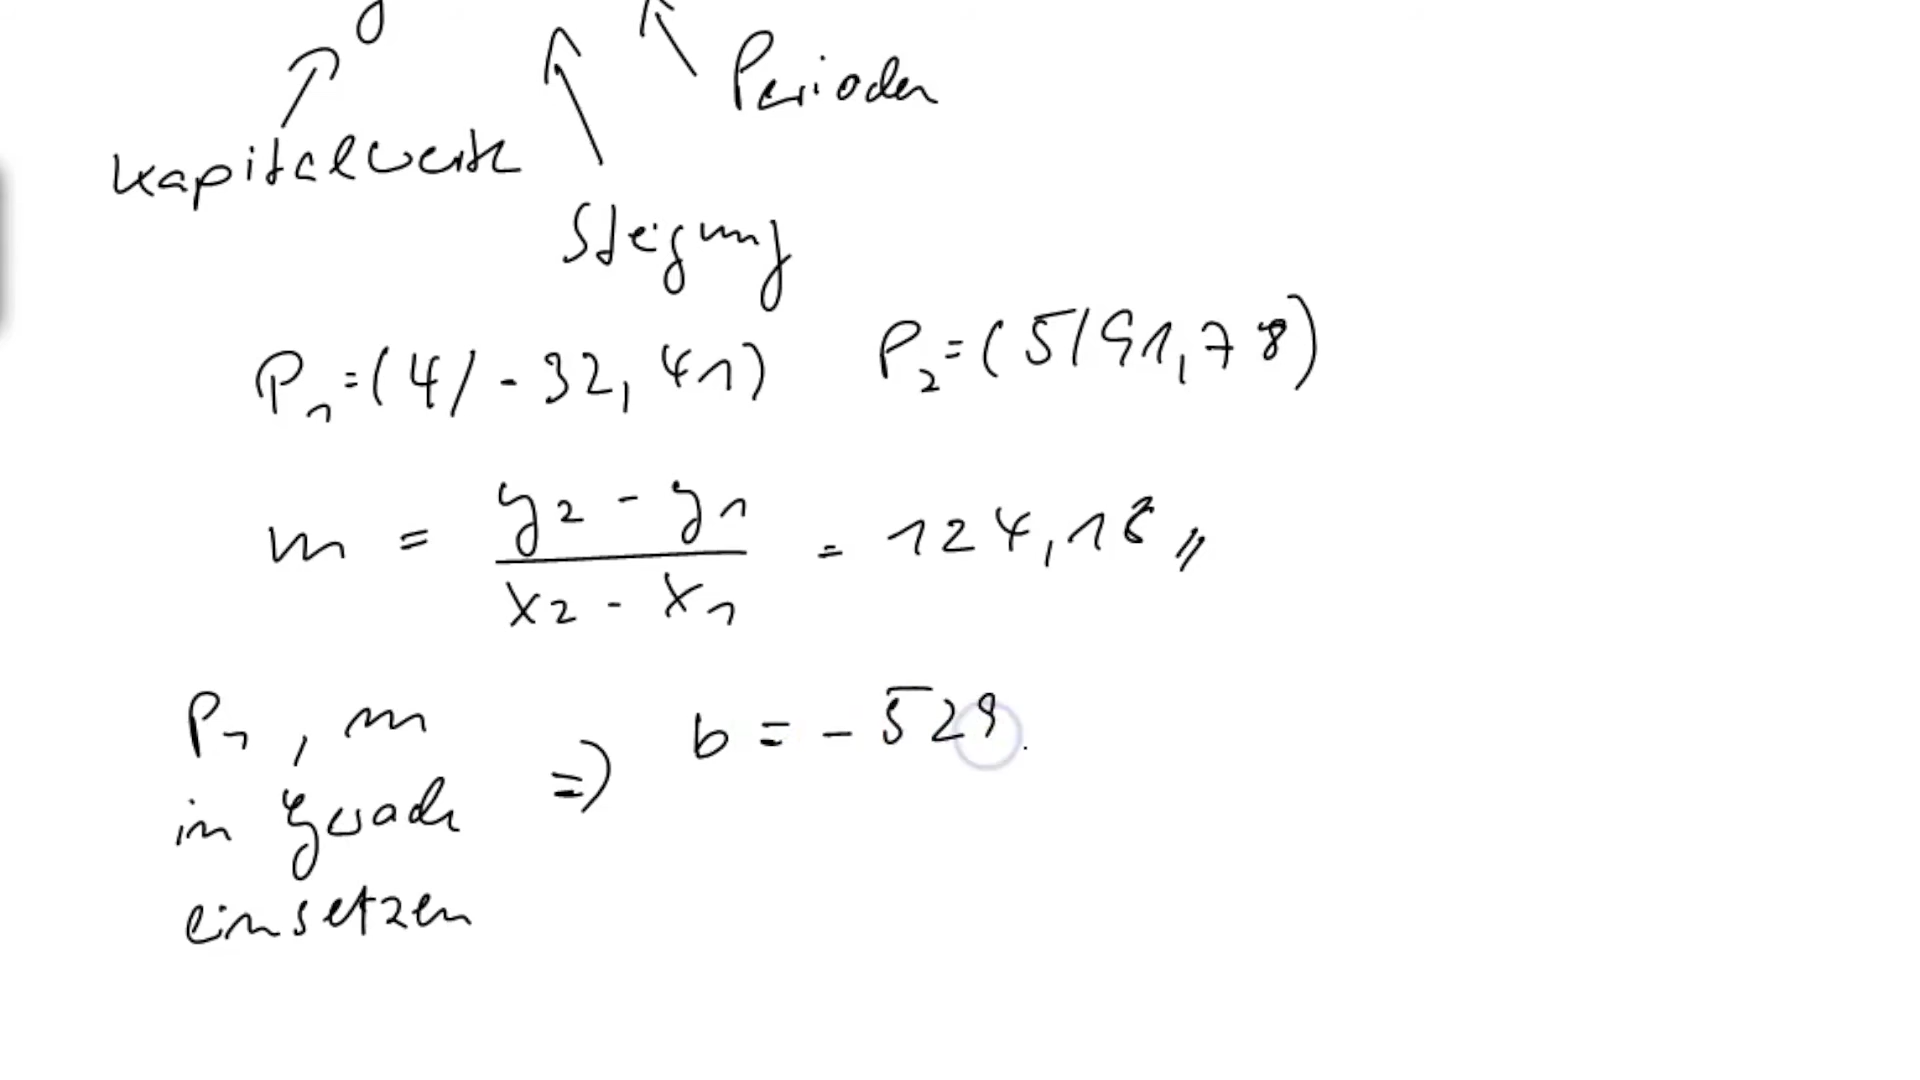 Perioden
Kapitalwerte
Steigung
P₁=(4/-32,41) P₂=(5/91,78)
m = (y₂ - y₁)/(x₂ - x₁) = 124,18
P₁, m
in gerade => b = - 529
einsetzen